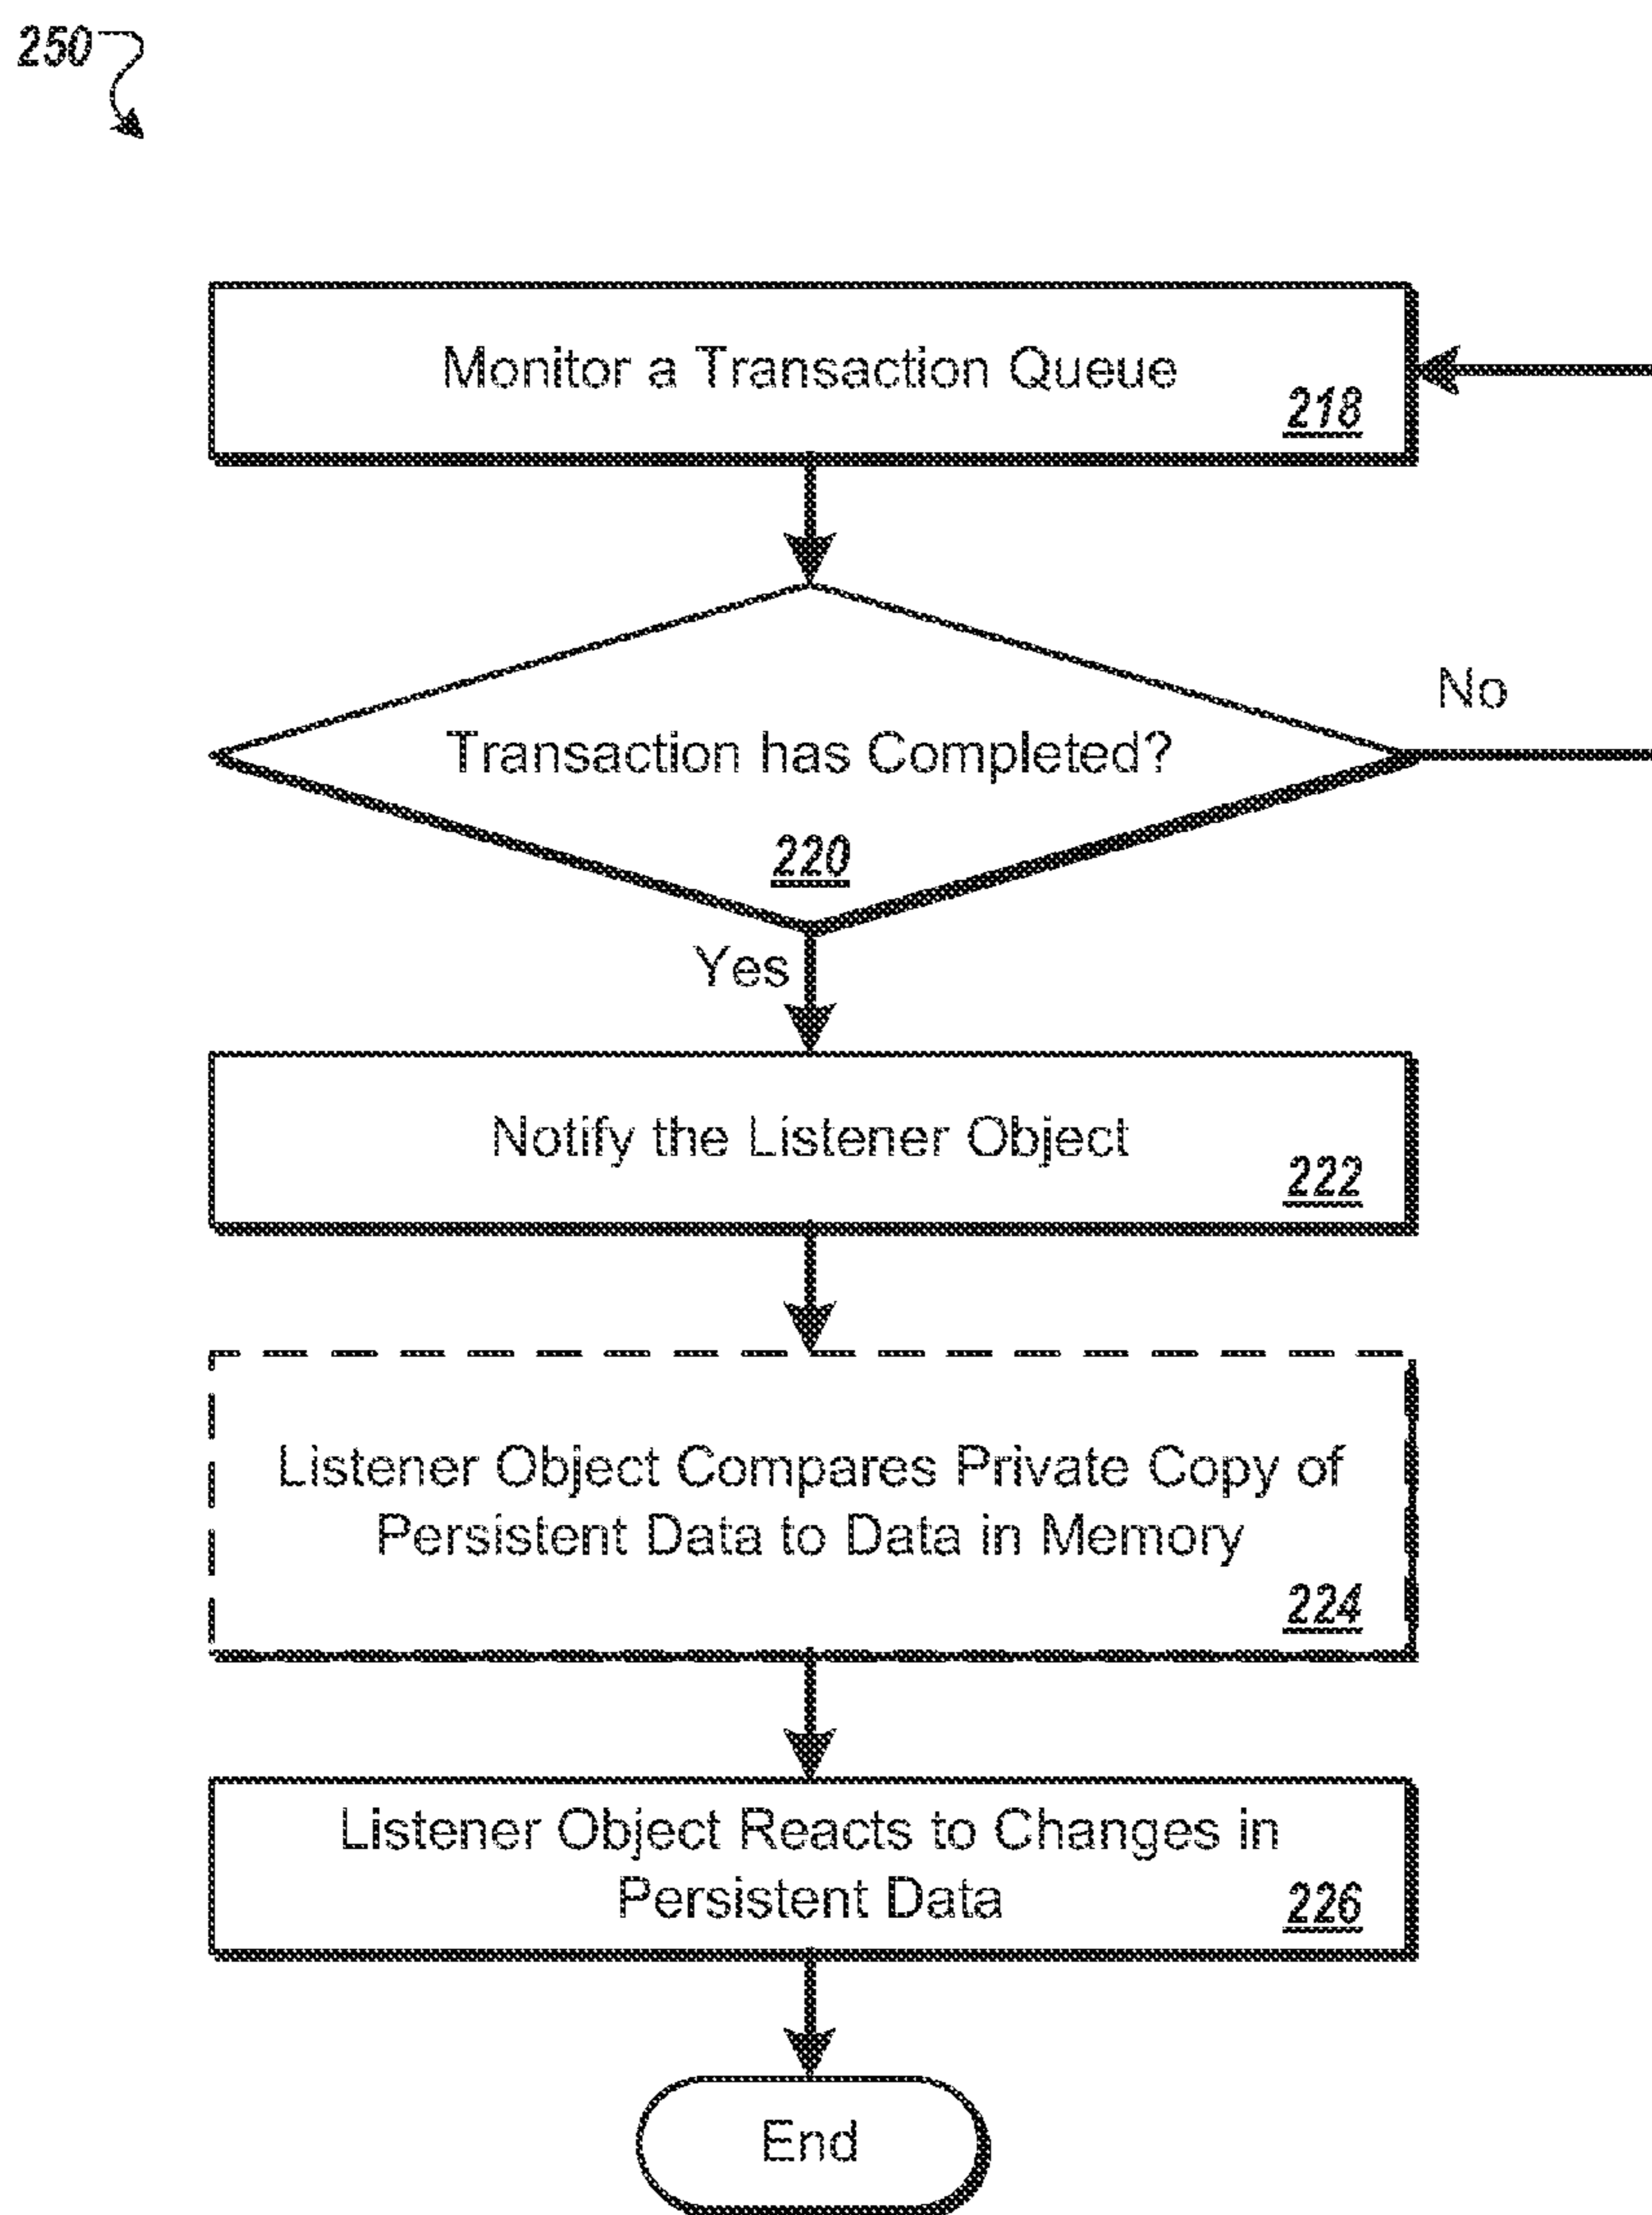 250
Monitor a Transaction Queue
218
Transaction has Completed?
No
220
Yes
Notify the Listener Object
222
Listener Object Compares Private Copy of
Persistent Data to Data in Memory
224
Listener Object Reacts to Changes in
Persistent Data
226
End